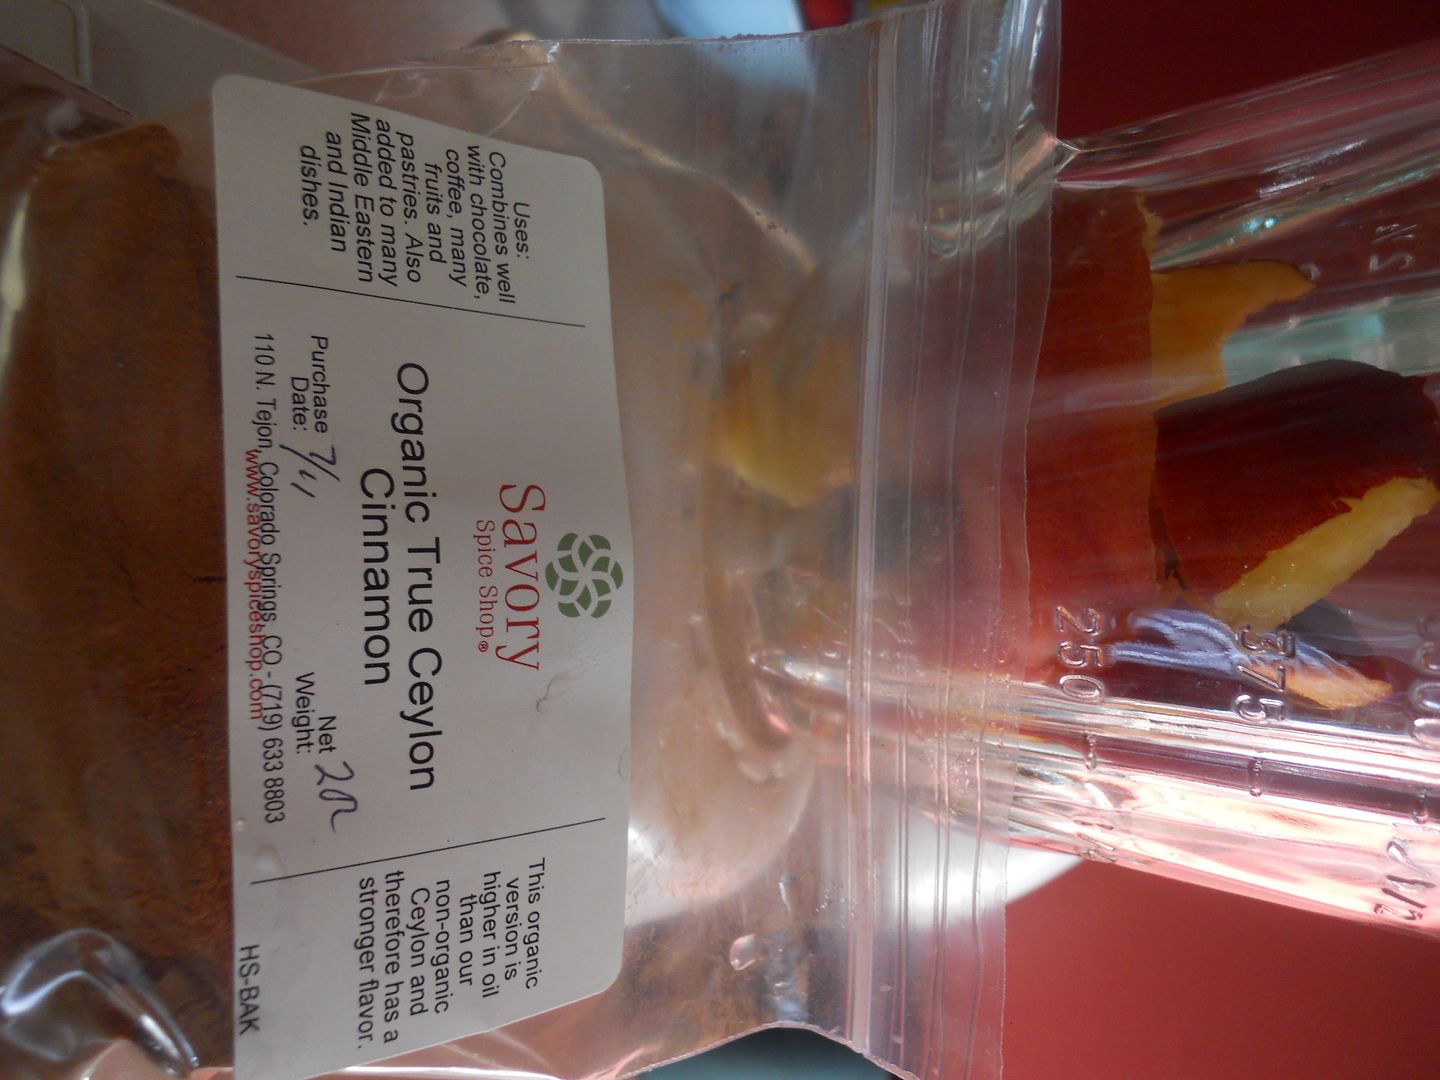 Uses:
Combines well
with chocolate,
coffee, many
fruits and
pastries. Also
added to many
Middle Eastern
and Indian
dishes.
Savory
Spice Shop®
Organic True Ceylon
Cinnamon
Purchase
Date: 7/11
Net
Weight: 2oz
110 N. Tejon, Colorado Springs, CO - (719) 633 8803
www.savoryspiceshop.com
This organic
version is
higher in oil
than our
non-organic
Ceylon and
therefore has a
stronger flavor.
HS-BAK
250
375